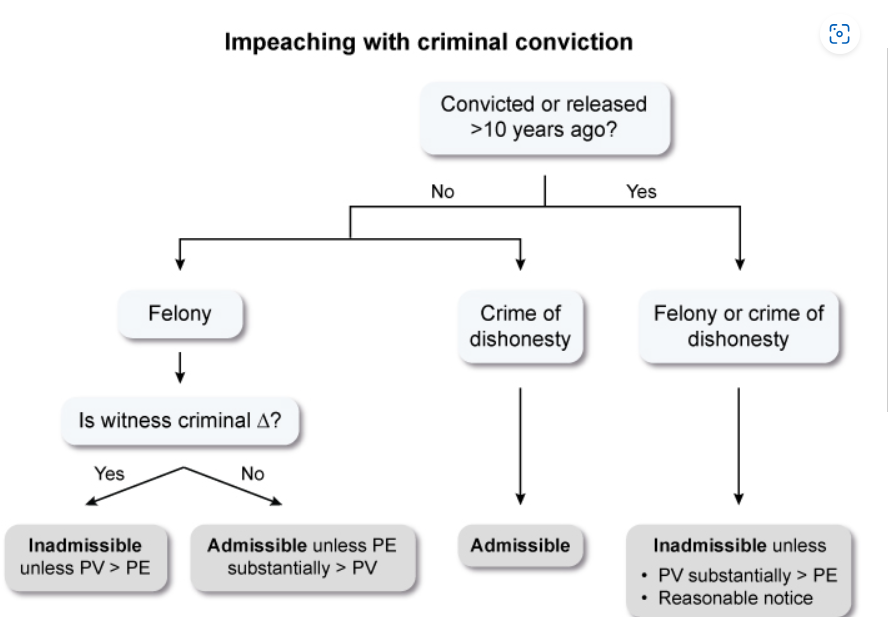 Impeaching with criminal conviction
Convicted or released
>10 years ago?
No
Yes
Felony
Crime of
dishonesty
Felony or crime of
dishonesty
Is witness criminal Δ?
Yes
No
Inadmissible
unless PV > PE
Admissible unless PE
substantially > PV
Admissible
Inadmissible unless
• PV substantially > PE
• Reasonable notice